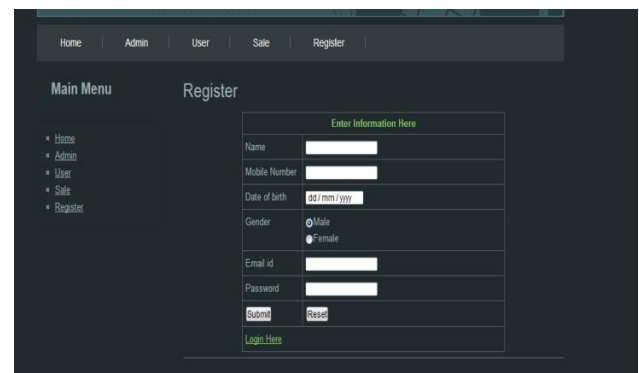 Home Admin User Sale Register
Main Menu
Home
Admin
User
Sale
Register
Register
Enter Information Here
Name
Mobile Number
Date of birth dd / mm / yyyy
Gender Male
Female
Email id
Password
Submit Reset
Login Here